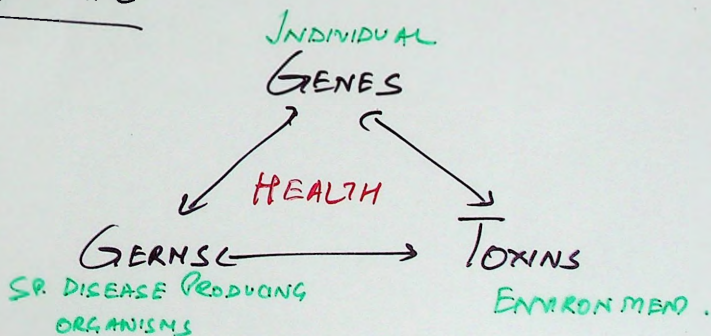 INDIVIDUAL
GENES
HEALTH
GERMS TOXINS
SP. DISEASE PRODUCING
ORGANISMS
ENVIRONMENT.